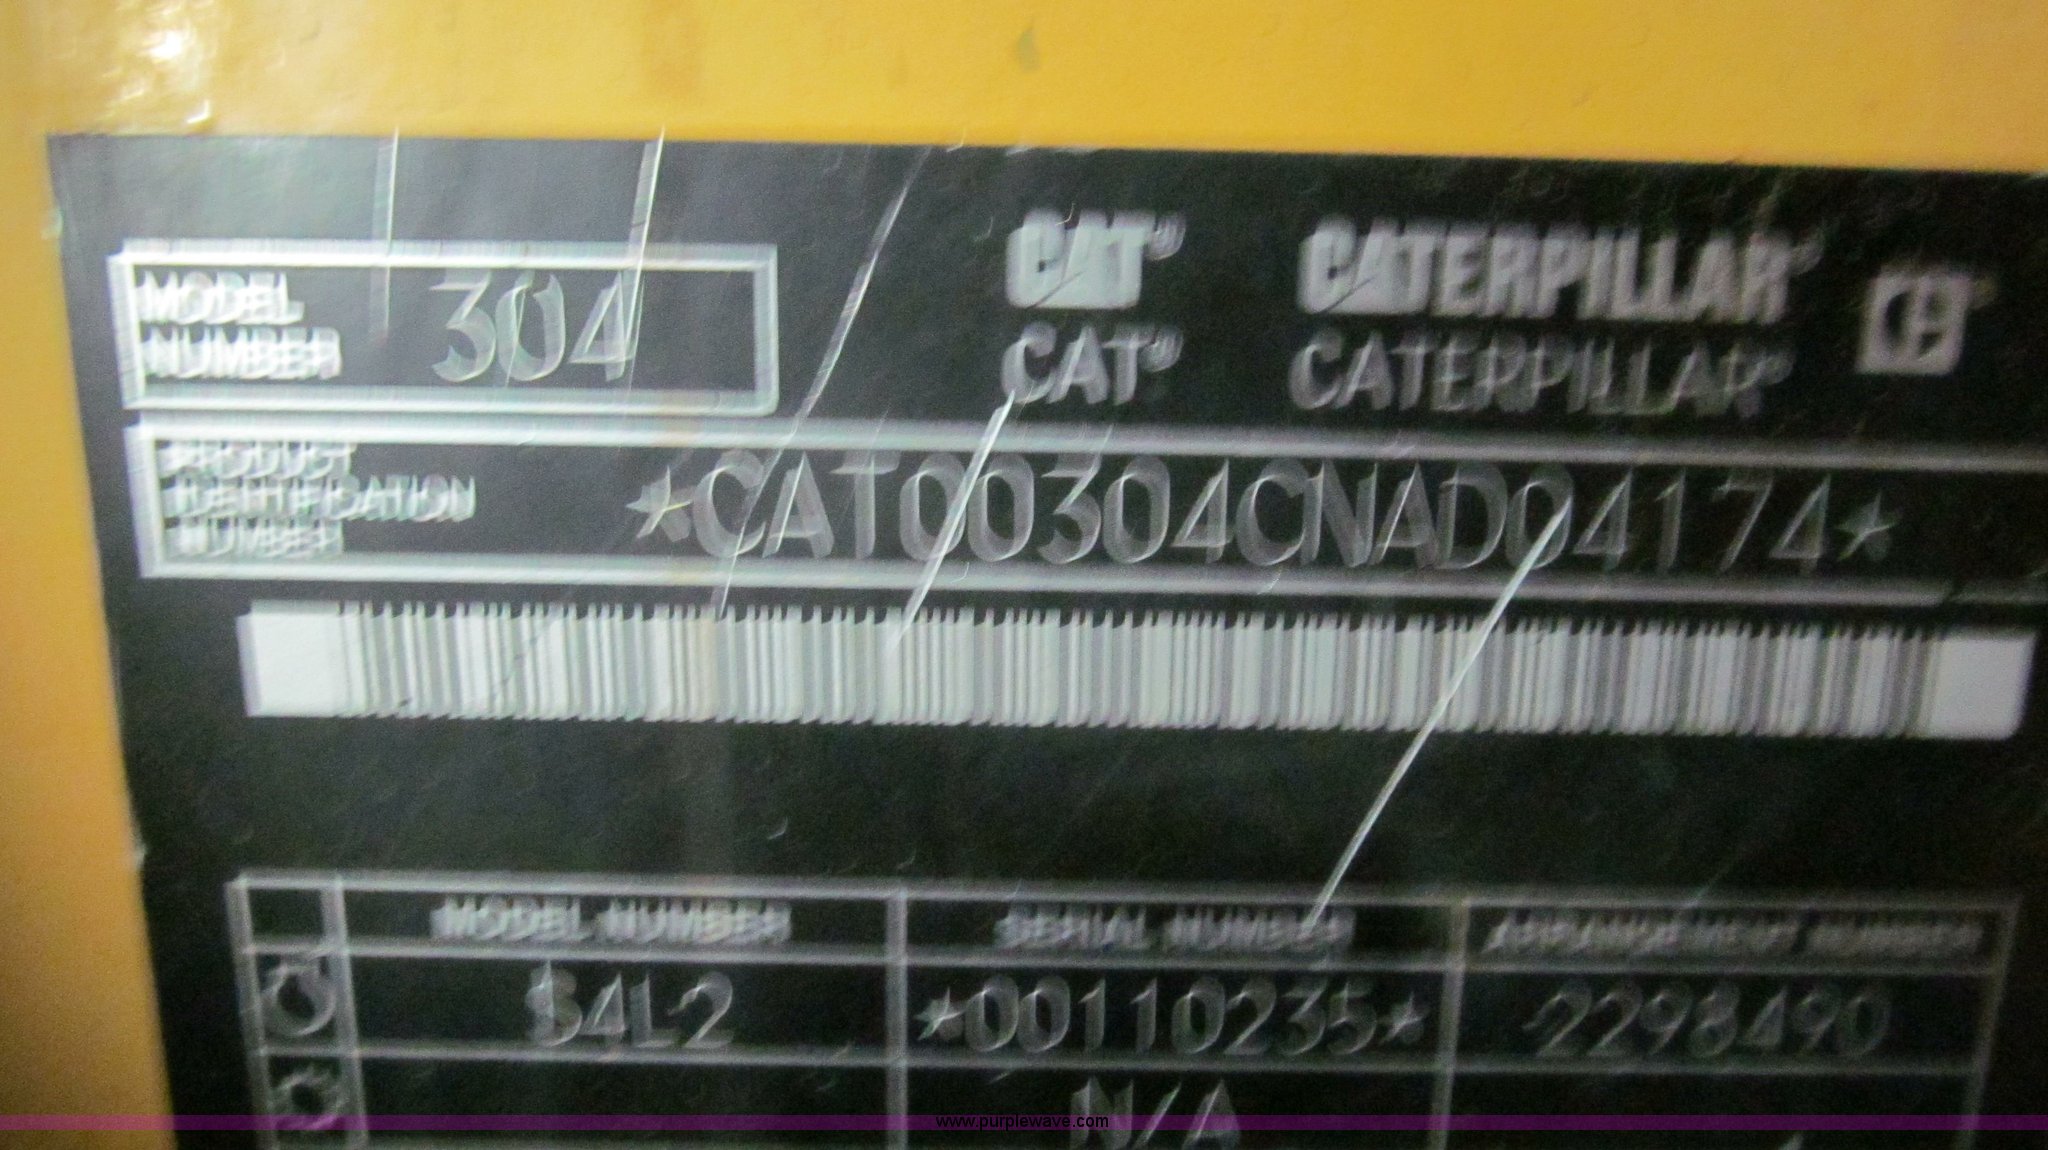 CAT® CATERPILLAR®
MODEL NUMBER 304
CAT® CATERPILLAR®
PRODUCT IDENTIFICATION NUMBER *CAT00304CNAD04174*
MODEL NUMBER SERIAL NUMBER ARRANGEMENT NUMBER
S4L2 *00110235* 2298490
N/A
www.purplewave.com